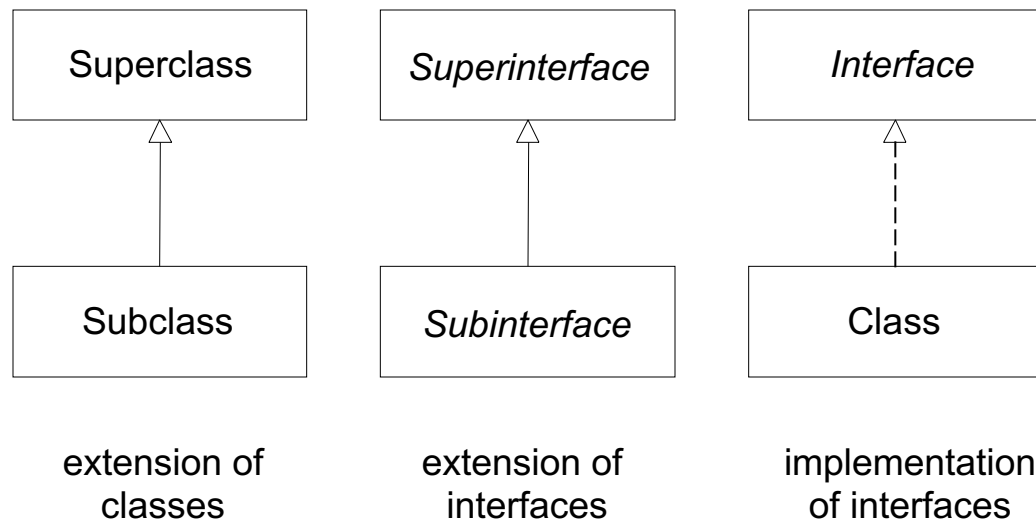 Superclass
Superinterface
Interface
Subclass
Subinterface
Class
extension of
classes
extension of
interfaces
implementation
of interfaces